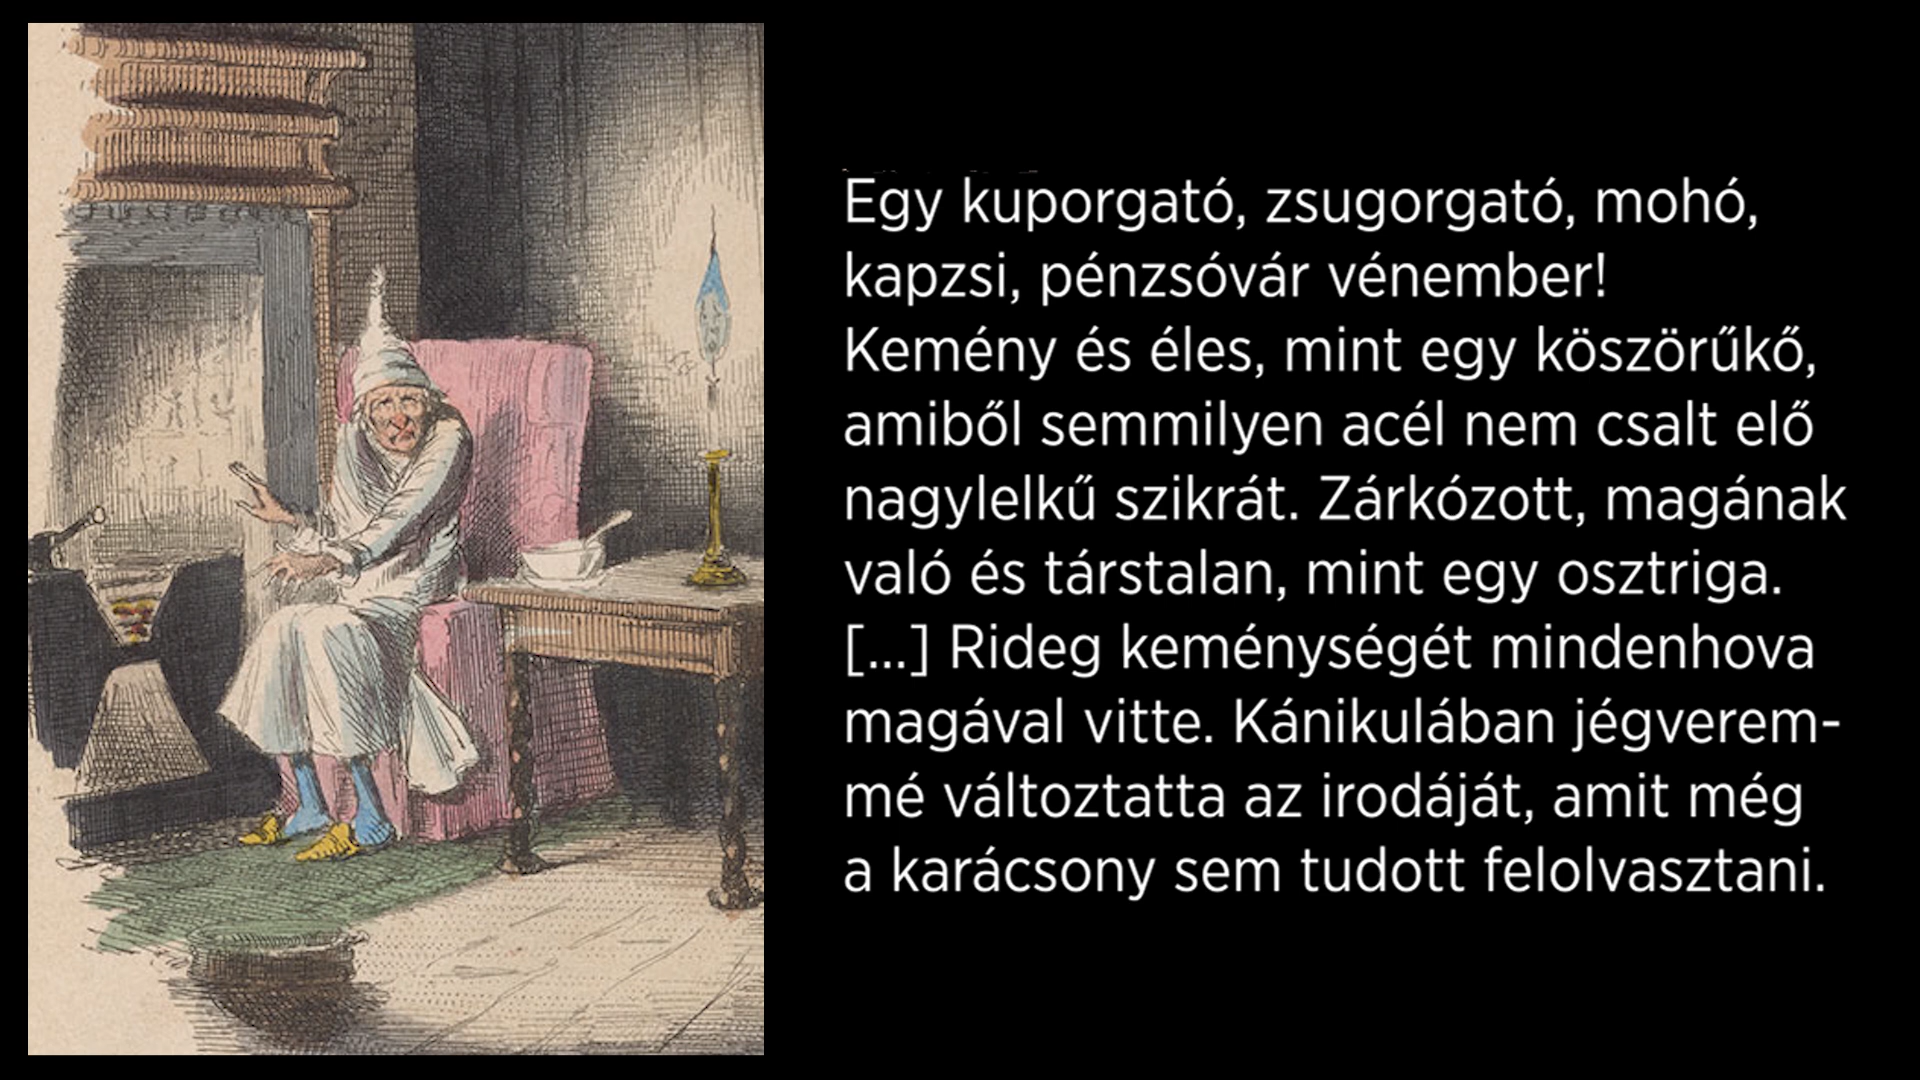 Egy kuporgató, zsugorgató, mohó,
kapzsi, pénzsóvár vénember!
Kemény és éles, mint egy köszörűkő,
amiből semmilyen acél nem csalt elő
nagylelkű szikrát. Zárkózott, magának
való és társtalan, mint egy osztriga.
[...] Rideg keménységét mindenhova
magával vitte. Kánikulában jégverem-
mé változtatta az irodáját, amit még
a karácsony sem tudott felolvasztani.